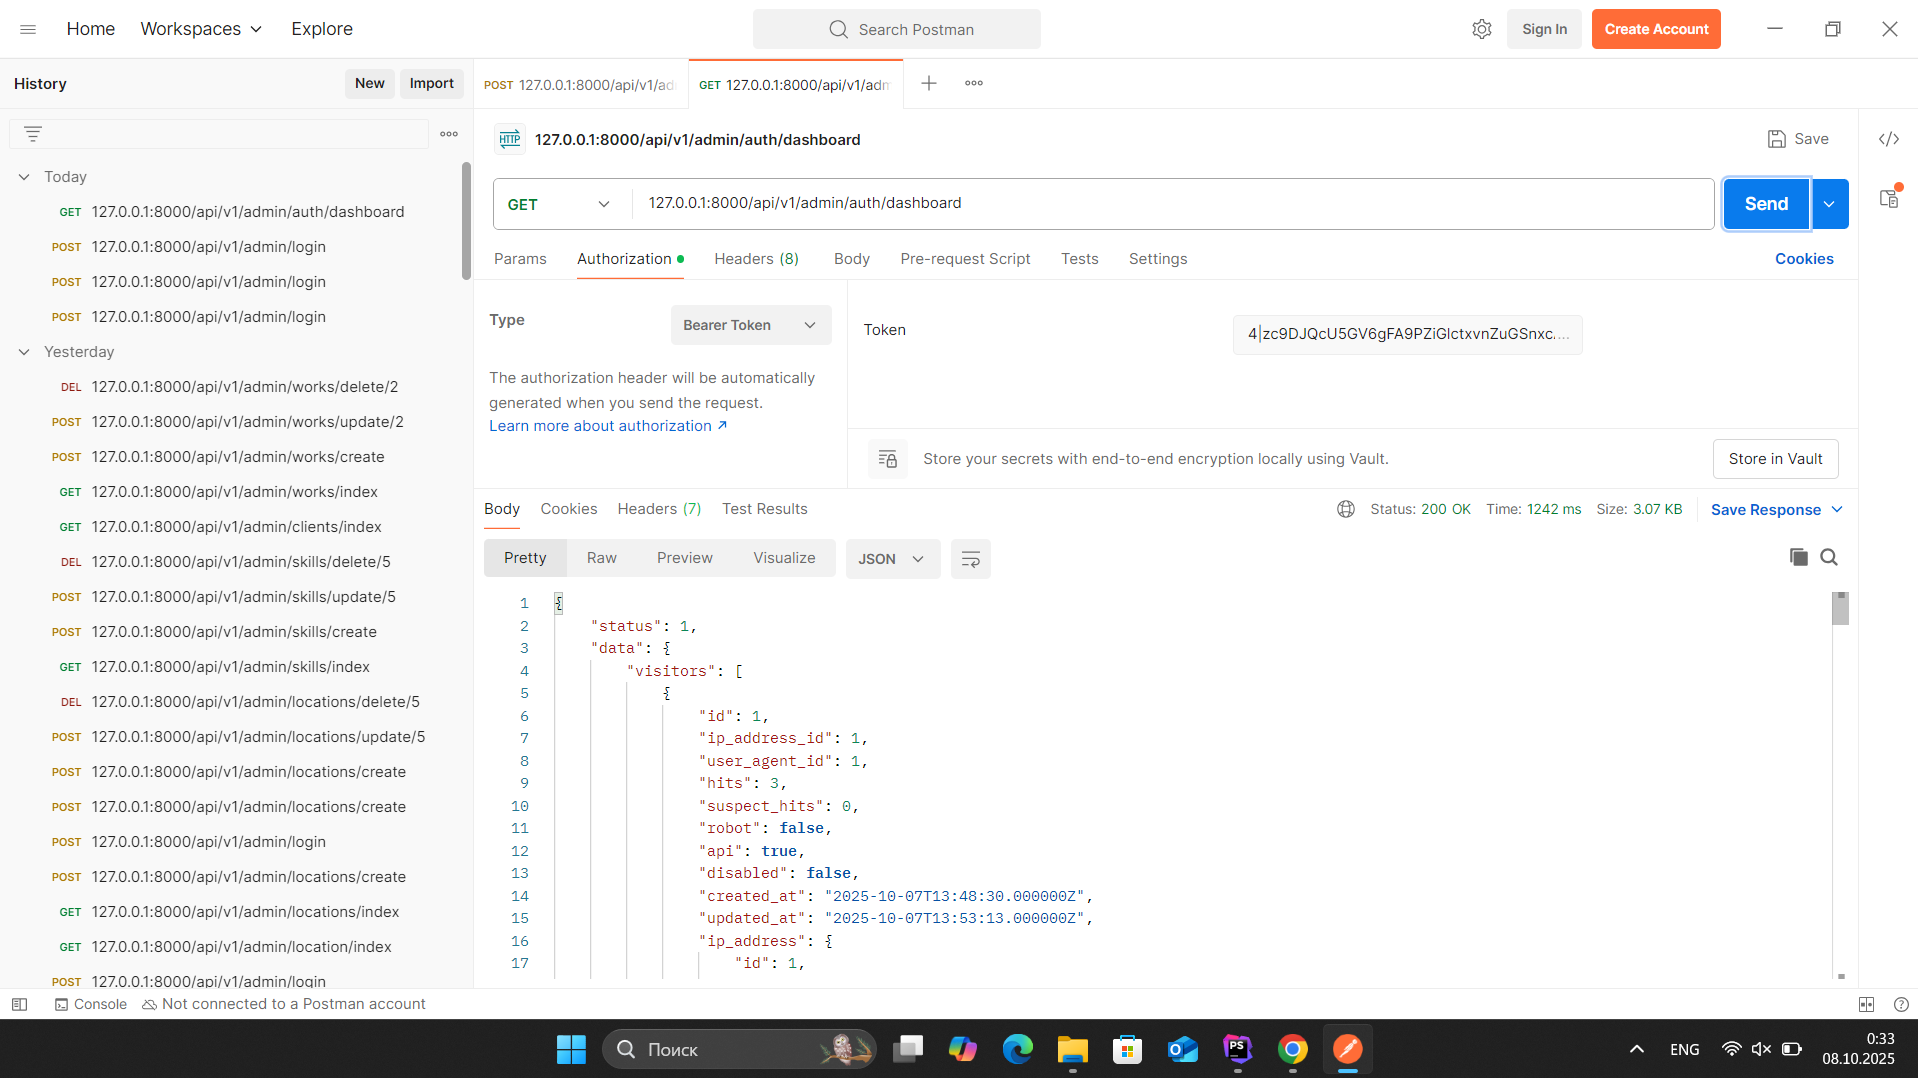 Home
Workspaces
Explore
Search Postman
Sign In
Create Account
History
New
Import
POST 127.0.0.1:8000/api/v1/ad
GET 127.0.0.1:8000/api/v1/adm
HTTP
127.0.0.1:8000/api/v1/admin/auth/dashboard
Save
GET
127.0.0.1:8000/api/v1/admin/auth/dashboard
Send
Params
Authorization
Headers (8)
Body
Pre-request Script
Tests
Settings
Cookies
Type
Bearer Token
The authorization header will be automatically
generated when you send the request.
Learn more about authorization ↗
Token
4|zc9DJQcU5GV6gFA9PZiGlctxvnZuGSnxc....
Store your secrets with end-to-end encryption locally using Vault.
Store in Vault
Today
GET 127.0.0.1:8000/api/v1/admin/auth/dashboard
POST 127.0.0.1:8000/api/v1/admin/login
POST 127.0.0.1:8000/api/v1/admin/login
POST 127.0.0.1:8000/api/v1/admin/login
Yesterday
DEL 127.0.0.1:8000/api/v1/admin/works/delete/2
POST 127.0.0.1:8000/api/v1/admin/works/update/2
POST 127.0.0.1:8000/api/v1/admin/works/create
GET 127.0.0.1:8000/api/v1/admin/works/index
GET 127.0.0.1:8000/api/v1/admin/clients/index
DEL 127.0.0.1:8000/api/v1/admin/skills/delete/5
POST 127.0.0.1:8000/api/v1/admin/skills/update/5
POST 127.0.0.1:8000/api/v1/admin/skills/create
GET 127.0.0.1:8000/api/v1/admin/skills/index
DEL 127.0.0.1:8000/api/v1/admin/locations/delete/5
POST 127.0.0.1:8000/api/v1/admin/locations/update/5
POST 127.0.0.1:8000/api/v1/admin/locations/create
POST 127.0.0.1:8000/api/v1/admin/locations/create
POST 127.0.0.1:8000/api/v1/admin/login
POST 127.0.0.1:8000/api/v1/admin/locations/create
GET 127.0.0.1:8000/api/v1/admin/locations/index
GET 127.0.0.1:8000/api/v1/admin/location/index
POST 127.0.0.1:8000/api/v1/admin/login
Body
Cookies
Headers (7)
Test Results
Status: 200 OK
Time: 1242 ms
Size: 3.07 KB
Save Response
Pretty
Raw
Preview
Visualize
JSON
1 {
2 "status": 1,
3 "data": {
4 "visitors": [
5 {
6 "id": 1,
7 "ip_address_id": 1,
8 "user_agent_id": 1,
9 "hits": 3,
10 "suspect_hits": 0,
11 "robot": false,
12 "api": true,
13 "disabled": false,
14 "created_at": "2025-10-07T13:48:30.000000Z",
15 "updated_at": "2025-10-07T13:53:13.000000Z",
16 "ip_address": {
17 "id": 1,
Console
Not connected to a Postman account
Поиск
PS
ENG
0:33
08.10.2025